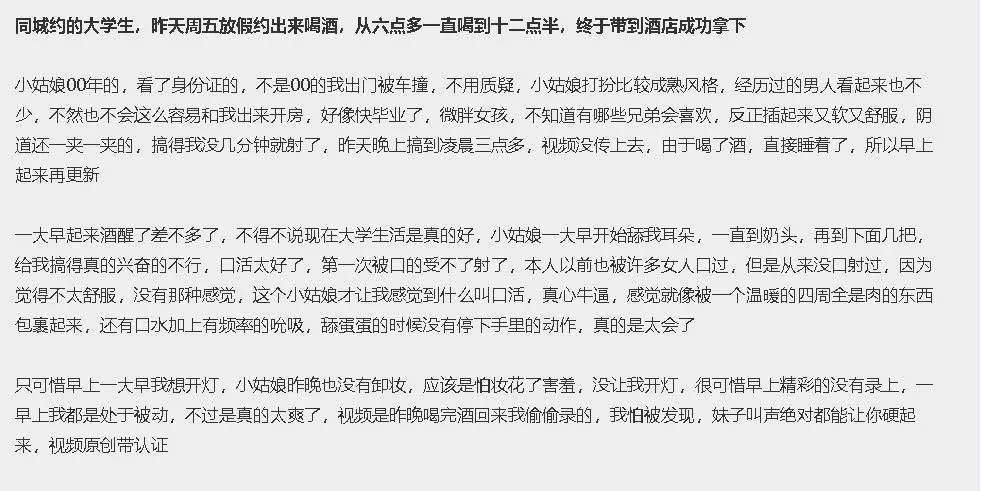 同城约的大学生，昨天周五放假约出来喝酒，从六点多一直喝到十二点半，终于带到酒店成功拿下
小姑娘00年的，看了身份证的，不是00的我出门被车撞，不用质疑，小姑娘打扮比较成熟风格，经历过的男人看起来也不
少，不然也不会这么容易和我出来开房，好像快毕业了，微胖女孩，不知道有哪些兄弟会喜欢，反正插起来又软又舒服，阴
道还一夹一夹的，搞得我没几分钟就射了，昨天晚上搞到凌晨三点多，视频没传上去，由于喝了酒，直接睡着了，所以早上
起来再更新
一大早起来酒醒了差不多了，不得不说现在大学生活是真的好，小姑娘一大早开始舔我耳朵，一直到奶头，再到下面几把，
给我搞得真的兴奋的不行，口活太好了，第一次被口的受不了射了，本人以前也被许多女人口过，但是从来没口射过，因为
觉得不太舒服，没有那种感觉，这个小姑娘才让我感觉到什么叫口活，真心牛逼，感觉就像被一个温暖的四周全是肉的东西
包裹起来，还有口水加上有频率的吮吸，舔蛋蛋的时候没有停下手里的动作，真的是太会了
只可惜早上一大早我想开灯，小姑娘昨晚也没有卸妆，应该是怕妆花了害羞，没让我开灯，很可惜早上精彩的没有录上，一
早上我都是处于被动，不过是真的太爽了，视频是昨晚喝完酒回来我偷偷录的，我怕被发现，妹子叫声绝对都能让你硬起
来，视频原创带认证